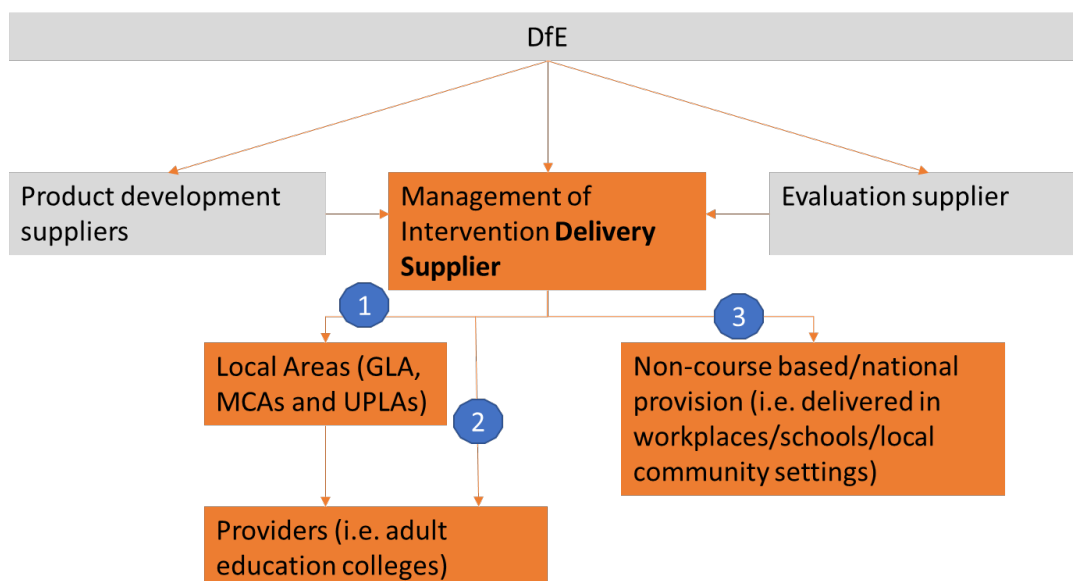 DfE
Product development
suppliers
Management of
Intervention Delivery
Supplier
Evaluation supplier
1
3
Local Areas (GLA,
MCAs and UPLAs)
2
Non-course based/national
provision (i.e. delivered in
workplaces/schools/local
community settings)
Providers (i.e. adult
education colleges)